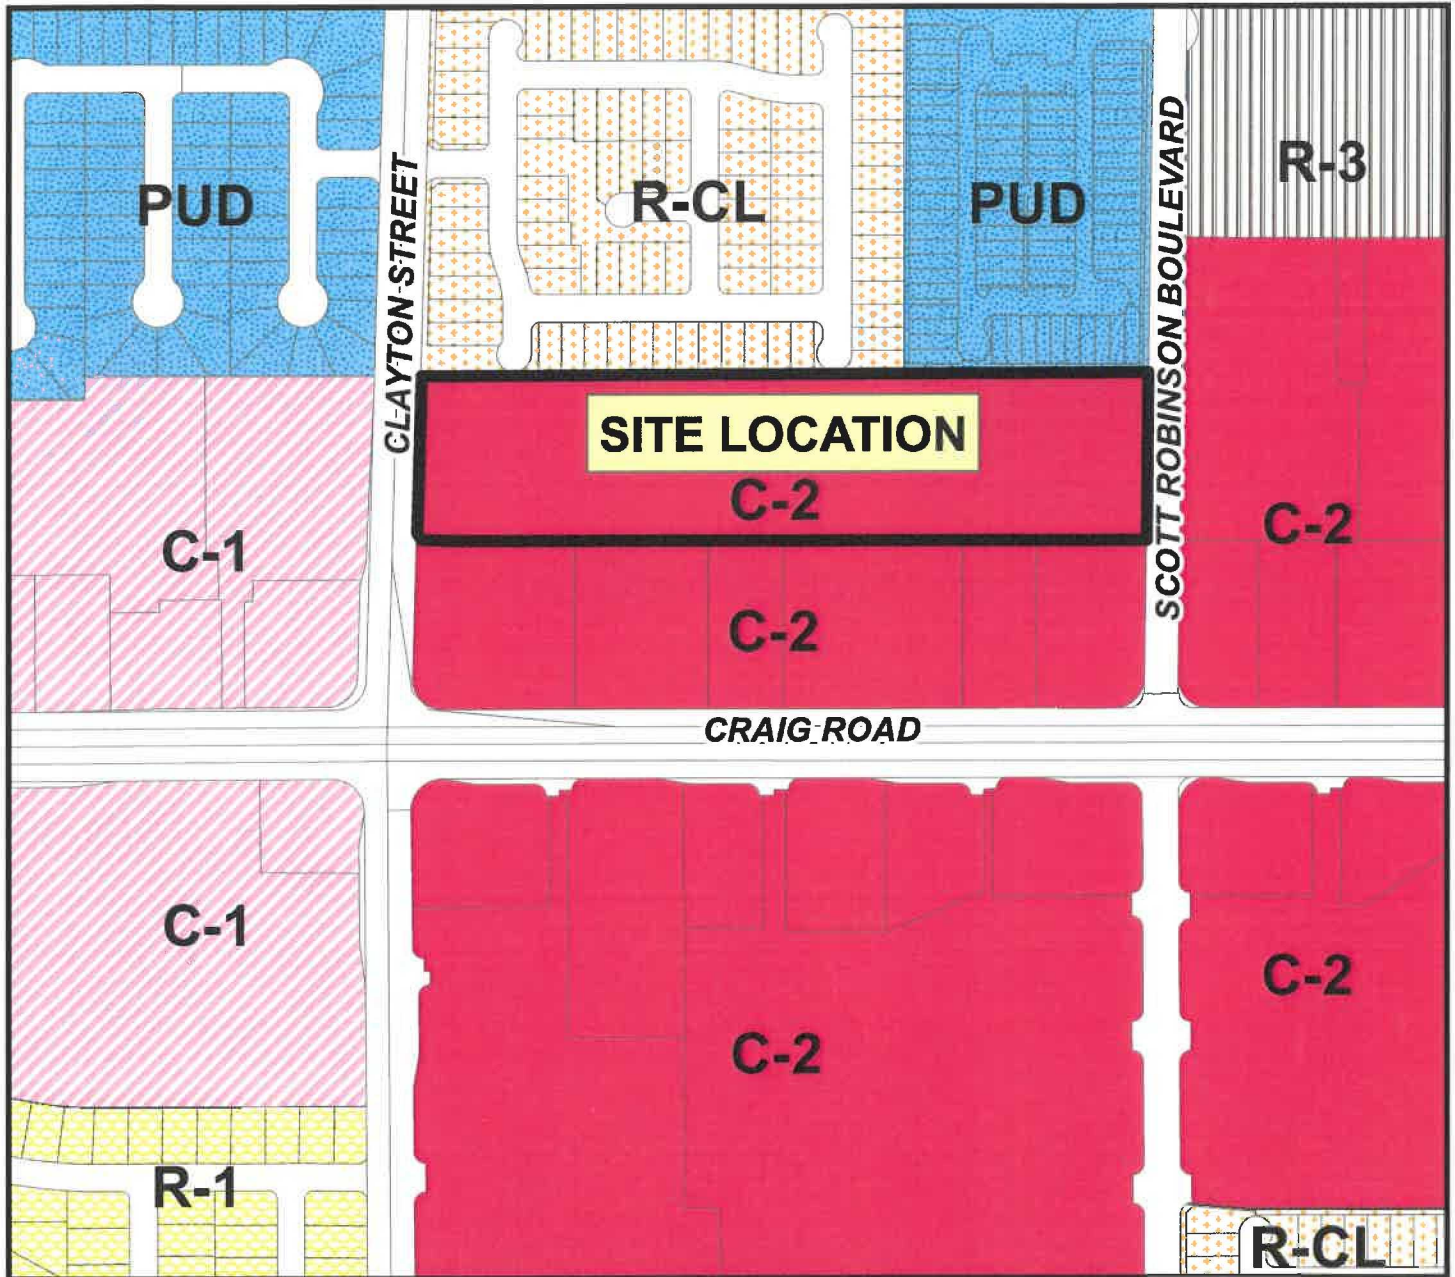 R-3
PUD
R-CL
PUD
CLAYTON STREET
SCOTT ROBINSON BOULEVARD
SITE LOCATION
C-2
C-1
C-2
C-2
CRAIG ROAD
C-1
C-2
C-2
R-1
R-CL